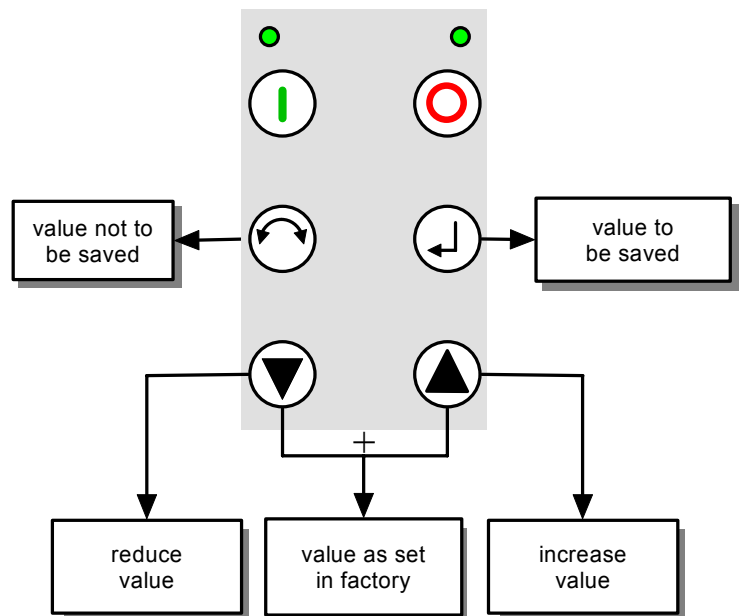 value not to
be saved
value to
be saved
+
reduce
value
value as set
in factory
increase
value